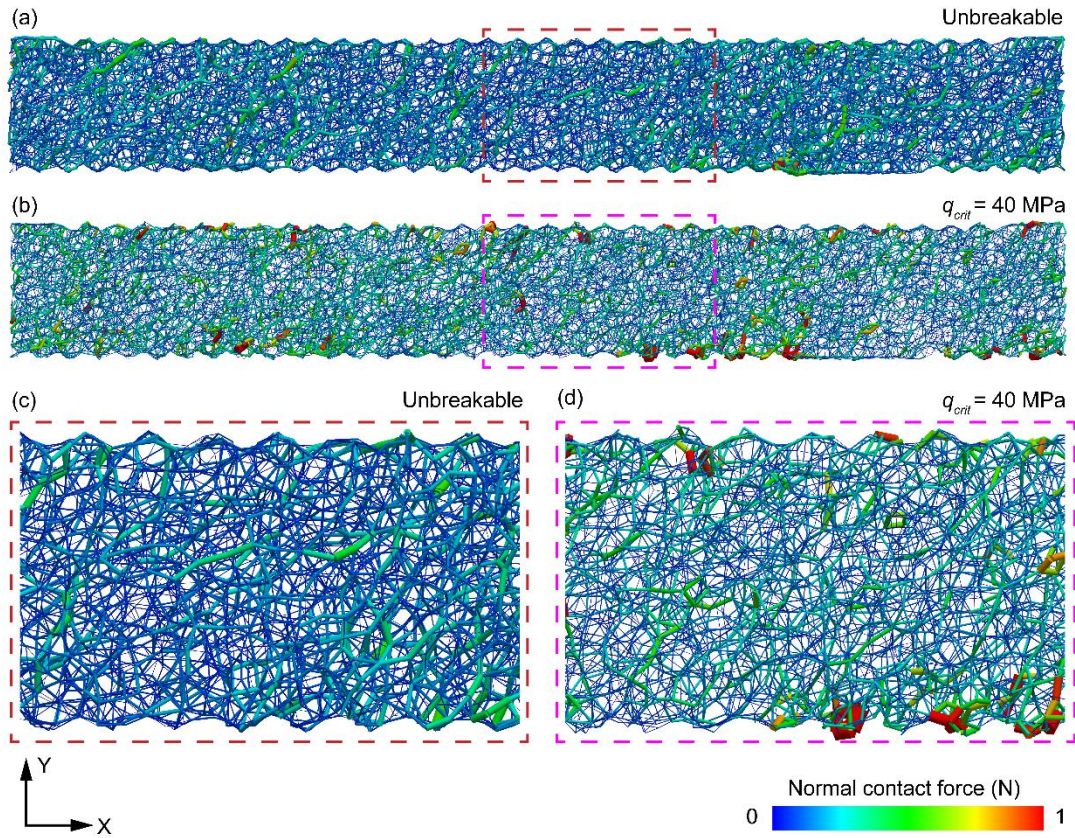 (a)
Unbreakable
(b)
q_crit = 40 MPa
(c)
Unbreakable
(d)
q_crit = 40 MPa
Y
X
Normal contact force (N)
0
1